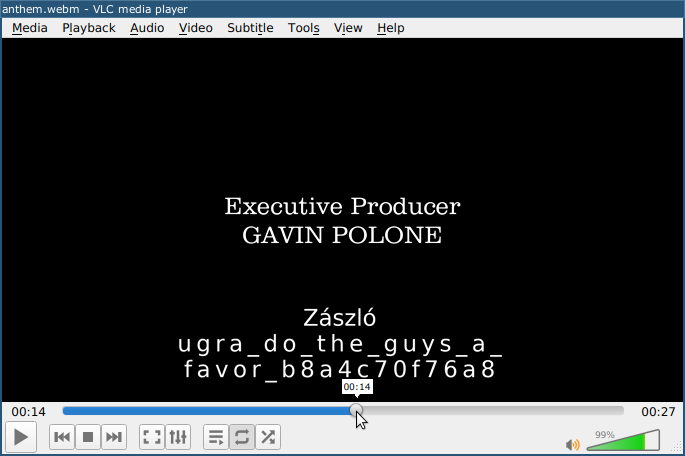 anthem.webm - VLC media player
Media Playback Audio Video Subtitle Tools View Help
Executive Producer
GAVIN POLONE
Zászló
ugra_do_the_guys_a_
favor_b8a4c70f76a8
00:14
00:14 00:27
99%